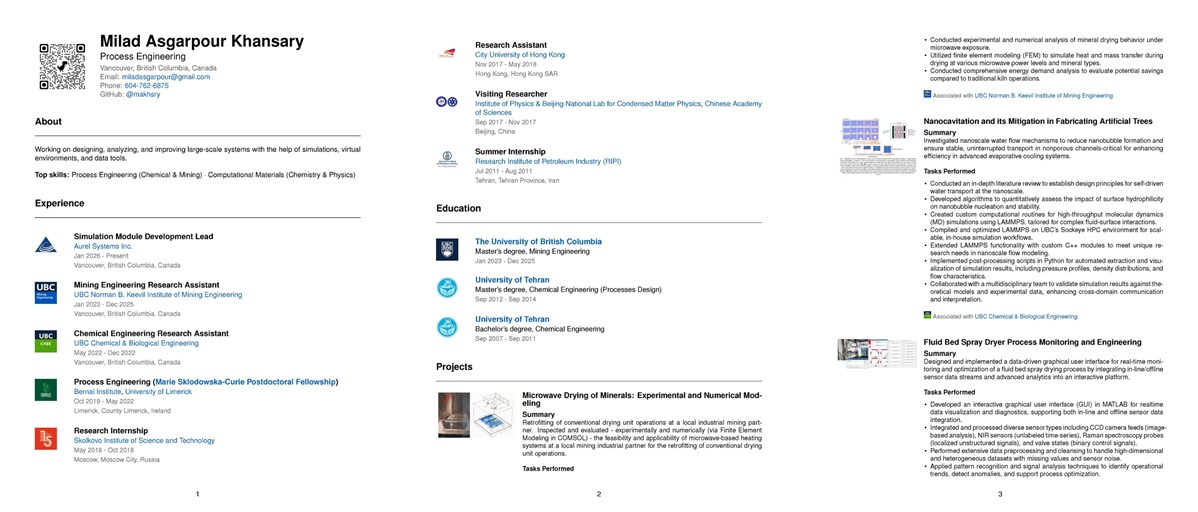 Milad Asgarpour Khansary
Process Engineering
Vancouver, British Columbia, Canada
Email: miladasgarpour@gmail.com
Phone: 604-762-6875
GitHub: @makhsry
About
Working on designing, analyzing, and improving large-scale systems with the help of simulations, virtual
environments, and data tools.
Top skills: Process Engineering (Chemical & Mining) · Computational Materials (Chemistry & Physics)
Experience
Simulation Module Development Lead
Aurel Systems Inc.
Jan 2026 - Present
Vancouver, British Columbia, Canada
UBC
Mining Engineering Research Assistant
UBC Norman B. Keevil Institute of Mining Engineering
Jan 2023 - Dec 2025
Vancouver, British Columbia, Canada
UBC
CHBE
Chemical Engineering Research Assistant
UBC Chemical & Biological Engineering
May 2022 - Dec 2022
Vancouver, British Columbia, Canada
Process Engineering (Marie Sklodowska-Curie Postdoctoral Fellowship)
Bernal Institute, University of Limerick
Oct 2019 - May 2022
Limerick, County Limerick, Ireland
Research Internship
Skolkovo Institute of Science and Technology
May 2018 - Oct 2018
Moscow, Moscow City, Russia
1
Research Assistant
City University of Hong Kong
Nov 2017 - May 2018
Hong Kong, Hong Kong SAR
Visiting Researcher
Institute of Physics & Beijing National Lab for Condensed Matter Physics, Chinese Academy
of Sciences
Sep 2017 - Nov 2017
Beijing, China
Summer Internship
Research Institute of Petroleum Industry (RIPI)
Jul 2011 - Aug 2011
Tehran, Tehran Province, Iran
Education
The University of British Columbia
Master's degree, Mining Engineering
Jan 2023 - Dec 2025
University of Tehran
Master's degree, Chemical Engineering (Processes Design)
Sep 2012 - Sep 2014
University of Tehran
Bachelor's degree, Chemical Engineering
Sep 2007 - Sep 2011
Projects
Microwave Drying of Minerals: Experimental and Numerical Mod-
eling
Summary
Retrofitting of conventional drying unit operations at a local industrial mining part-
ner. Inspected and evaluated - experimentally and numerically (via Finite Element
Modeling in COMSOL) - the feasibility and applicability of microwave-based heating
systems at a local mining industrial partner for the retrofitting of conventional drying
unit operations.
Tasks Performed
2
• Conducted experimental and numerical analysis of mineral drying behavior under
microwave exposure.
• Utilized finite element modeling (FEM) to simulate heat and mass transfer during
drying at various microwave power levels and mineral types.
• Conducted comprehensive energy demand analysis to evaluate potential savings
compared to traditional kiln operations.
Associated with UBC Norman B. Keevil Institute of Mining Engineering
Nanocavitation and its Mitigation in Fabricating Artificial Trees
Summary
Investigated nanoscale water flow mechanisms to reduce nanobubble formation and
ensure stable, uninterrupted transport in nonporous channels-critical for enhancing
efficiency in advanced evaporative cooling systems.
Tasks Performed
• Conducted an in-depth literature review to establish design principles for self-driven
water transport at the nanoscale.
• Developed algorithms to quantitatively assess the impact of surface hydrophilicity
on nanobubble nucleation and stability.
• Created custom computational routines for high-throughput molecular dynamics
(MD) simulations using LAMMPS, tailored for complex fluid-surface interactions.
• Compiled and optimized LAMMPS on UBC's Sookeye HPC environment for scal-
able, in-house simulation workflows.
• Extended LAMMPS functionality with custom C++ modules to meet unique re-
search needs in nanoscale flow modeling.
• Implemented post-processing scripts in Python for automated extraction and visu-
alization of simulation results, including pressure profiles, density distributions, and
flow characteristics.
• Collaborated with a multidisciplinary team to validate simulation results against the-
oretical models and experimental data, enhancing cross-domain communication
and interpretation.
Associated with UBC Chemical & Biological Engineering
Fluid Bed Spray Dryer Process Monitoring and Engineering
Summary
Designed and implemented a data-driven graphical user interface for real-time moni-
toring and optimization of a fluid bed spray drying process by integrating in-line/offline
sensor data streams and advanced analytics into an interactive platform.
Tasks Performed
• Developed an interactive graphical user interface (GUI) in MATLAB for realtime
data visualization and diagnostics, supporting both in-line and offline sensor data
integration.
• Integrated and processed diverse sensor types including CCD camera feeds (image-
based analysis), NIR sensors (unlabeled time-series), Raman spectroscopy probes
(localized unstructured signals), and valve states (binary control signals).
• Performed extensive data preprocessing and cleansing to handle high-dimensional
and heterogeneous datasets with missing values and sensor noise.
• Applied pattern recognition and signal analysis techniques to identify operational
trends, detect anomalies, and support process optimization.
3